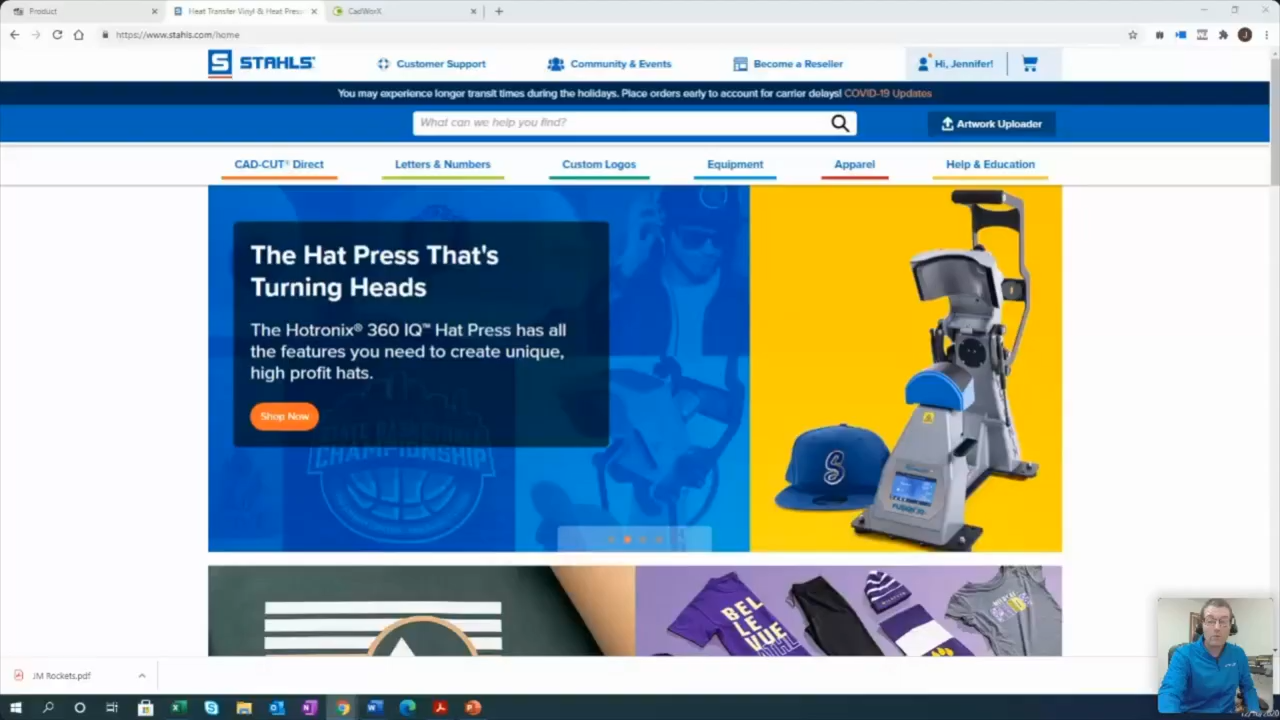 Product
Heat Transfer Vinyl & Heat Press
CadWorX
https://www.stahls.com/home
J
S STAHLS'
Customer Support
Community & Events
Become a Reseller
Hi, Jennifer!
You may experience longer transit times during the holidays. Place orders early to account for carrier delays! COVID-19 Updates
What can we help you find?
Artwork Uploader
CAD-CUT® Direct
Letters & Numbers
Custom Logos
Equipment
Apparel
Help & Education
The Hat Press That's
Turning Heads
The Hotronix® 360 IQ™ Hat Press has all
the features you need to create unique,
high profit hats.
Shop Now
CHAMPIONSHIP
S
BEL
LE
VUE
JM Rockets.pdf